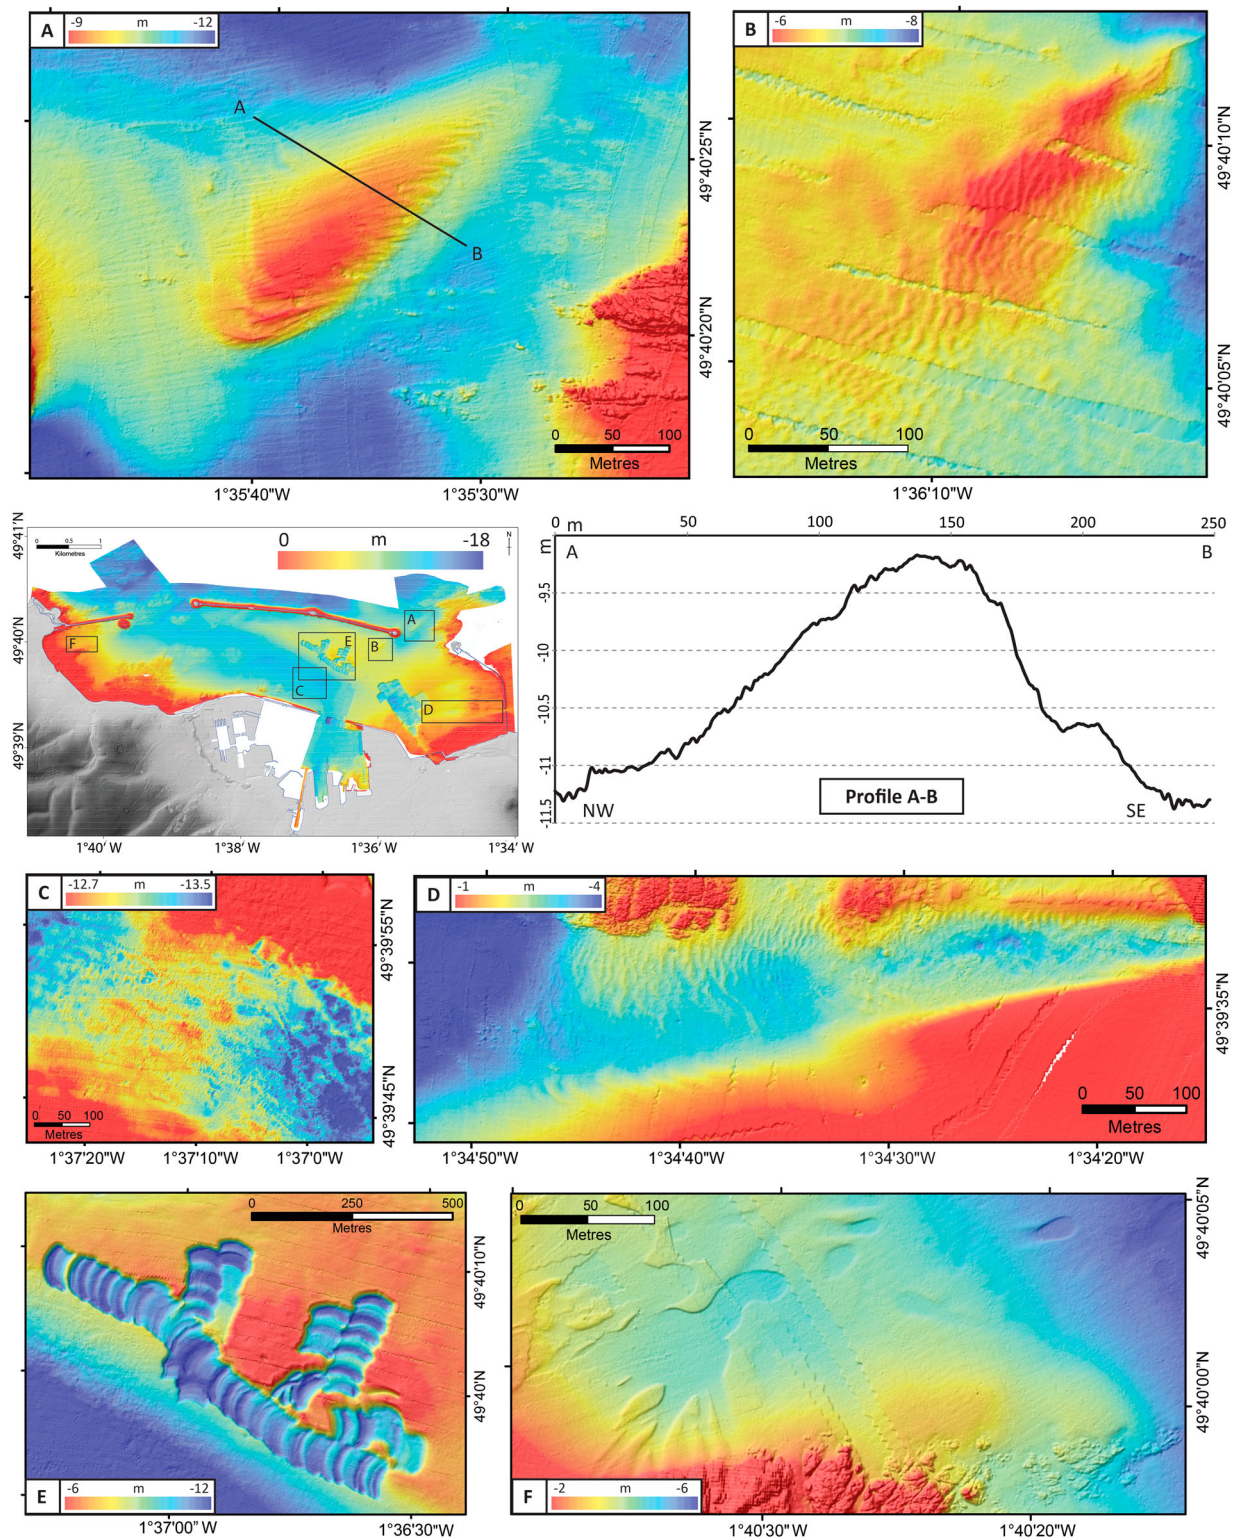 A
-9 m -12
A
B
49°40'25"N
49°40'20"N
0 50 100
Metres
1°35'40"W
1°35'30"W
B
-6 m -8
49°40'10"N
49°40'05"N
0 50 100
Metres
1°36'10"W
49°41'N
49°40'N
49°39'N
0 0.5 1
Kilometres
0 m -18
N
A
B
C
D
E
F
1°40' W
1°38' W
1°36' W
1°34' W
0 m 50 100 150 200 250
m
A
B
-9.5
-10
-10.5
-11
-11.5
NW
Profile A-B
SE
C
-12.7 m -13.5
49°39'55"N
49°39'45"N
0 50 100
Metres
1°37'20"W
1°37'10"W
1°37'0"W
D
-1 m -4
49°39'35"N
0 50 100
Metres
1°34'50"W
1°34'40"W
1°34'30"W
1°34'20"W
0 250 500
Metres
49°40'10"N
49°40'N
E
-6 m -12
1°37'00" W
1°36'30" W
0 50 100
Metres
49°40'05"N
49°40'00"N
F
-2 m -6
1°40'30"W
1°40'20"W